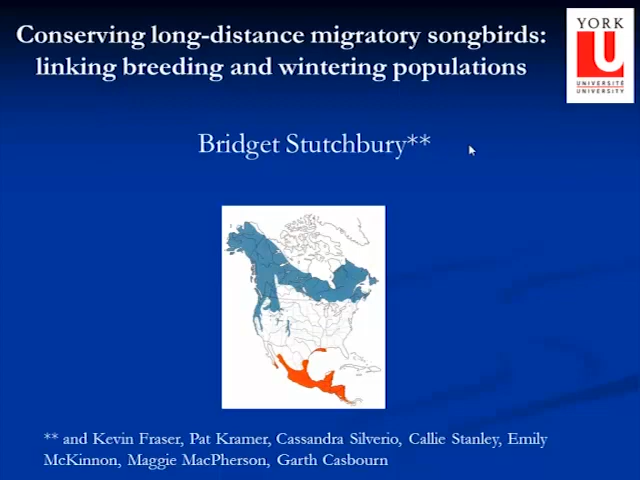 Conserving long-distance migratory songbirds:
linking breeding and wintering populations
YORK
U
UNIVERSITÉ
UNIVERSITY
Bridget Stutchbury**
** and Kevin Fraser, Pat Kramer, Cassandra Silverio, Callie Stanley, Emily
McKinnon, Maggie MacPherson, Garth Casbourn